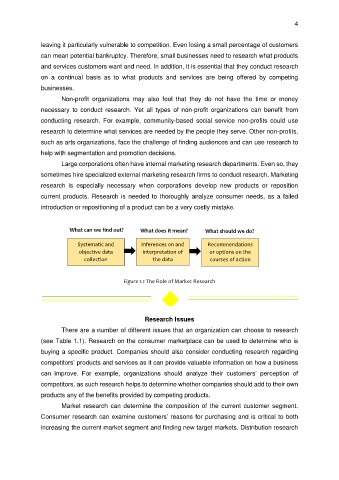 4
leaving it particularly vulnerable to competition. Even losing a small percentage of customers
can mean potential bankruptcy. Therefore, small businesses need to research what products
and services customers want and need. In addition, it is essential that they conduct research
on a continual basis as to what products and services are being offered by competing
businesses.
Non-profit organizations may also feel that they do not have the time or money
necessary to conduct research. Yet all types of non-profit organizations can benefit from
conducting research. For example, community-based social service non-profits could use
research to determine what services are needed by the people they serve. Other non-profits,
such as arts organizations, face the challenge of finding audiences and can use research to
help with segmentation and promotion decisions.
Large corporations often have internal marketing research departments. Even so, they
sometimes hire specialized external marketing research firms to conduct research. Marketing
research is especially necessary when corporations develop new products or reposition
current products. Research is needed to thoroughly analyze consumer needs, as a failed
introduction or repositioning of a product can be a very costly mistake.
What can we find out? What does it mean? What should we do?
Systematic and Inferences on and Recommendations
objective data interpretation of or options on the
collection the data courses of action
Figure 1.1 The Role of Market Research
Research Issues
There are a number of different issues that an organization can choose to research
(see Table 1.1). Research on the consumer marketplace can be used to determine who is
buying a specific product. Companies should also consider conducting research regarding
competitors' products and services as it can provide valuable information on how a business
can improve. For example, organizations should analyze their customers' perception of
competitors, as such research helps to determine whether companies should add to their own
products any of the benefits provided by competing products.
Market research can determine the composition of the current customer segment.
Consumer research can examine customers' reasons for purchasing and is critical to both
increasing the current market segment and finding new target markets. Distribution research